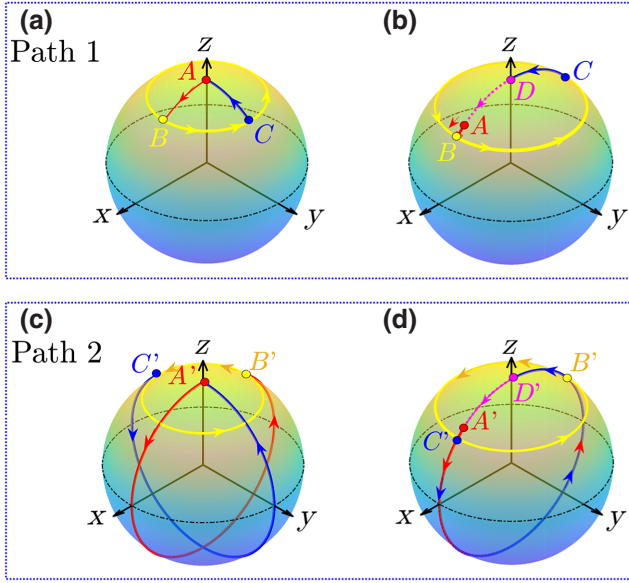 (a) (b)
Path 1
z z
A C
D
B C A
B
x y x y
(c) (d)
Path 2
z z
C' A' B' B'
D'
A'
C'
x y x y